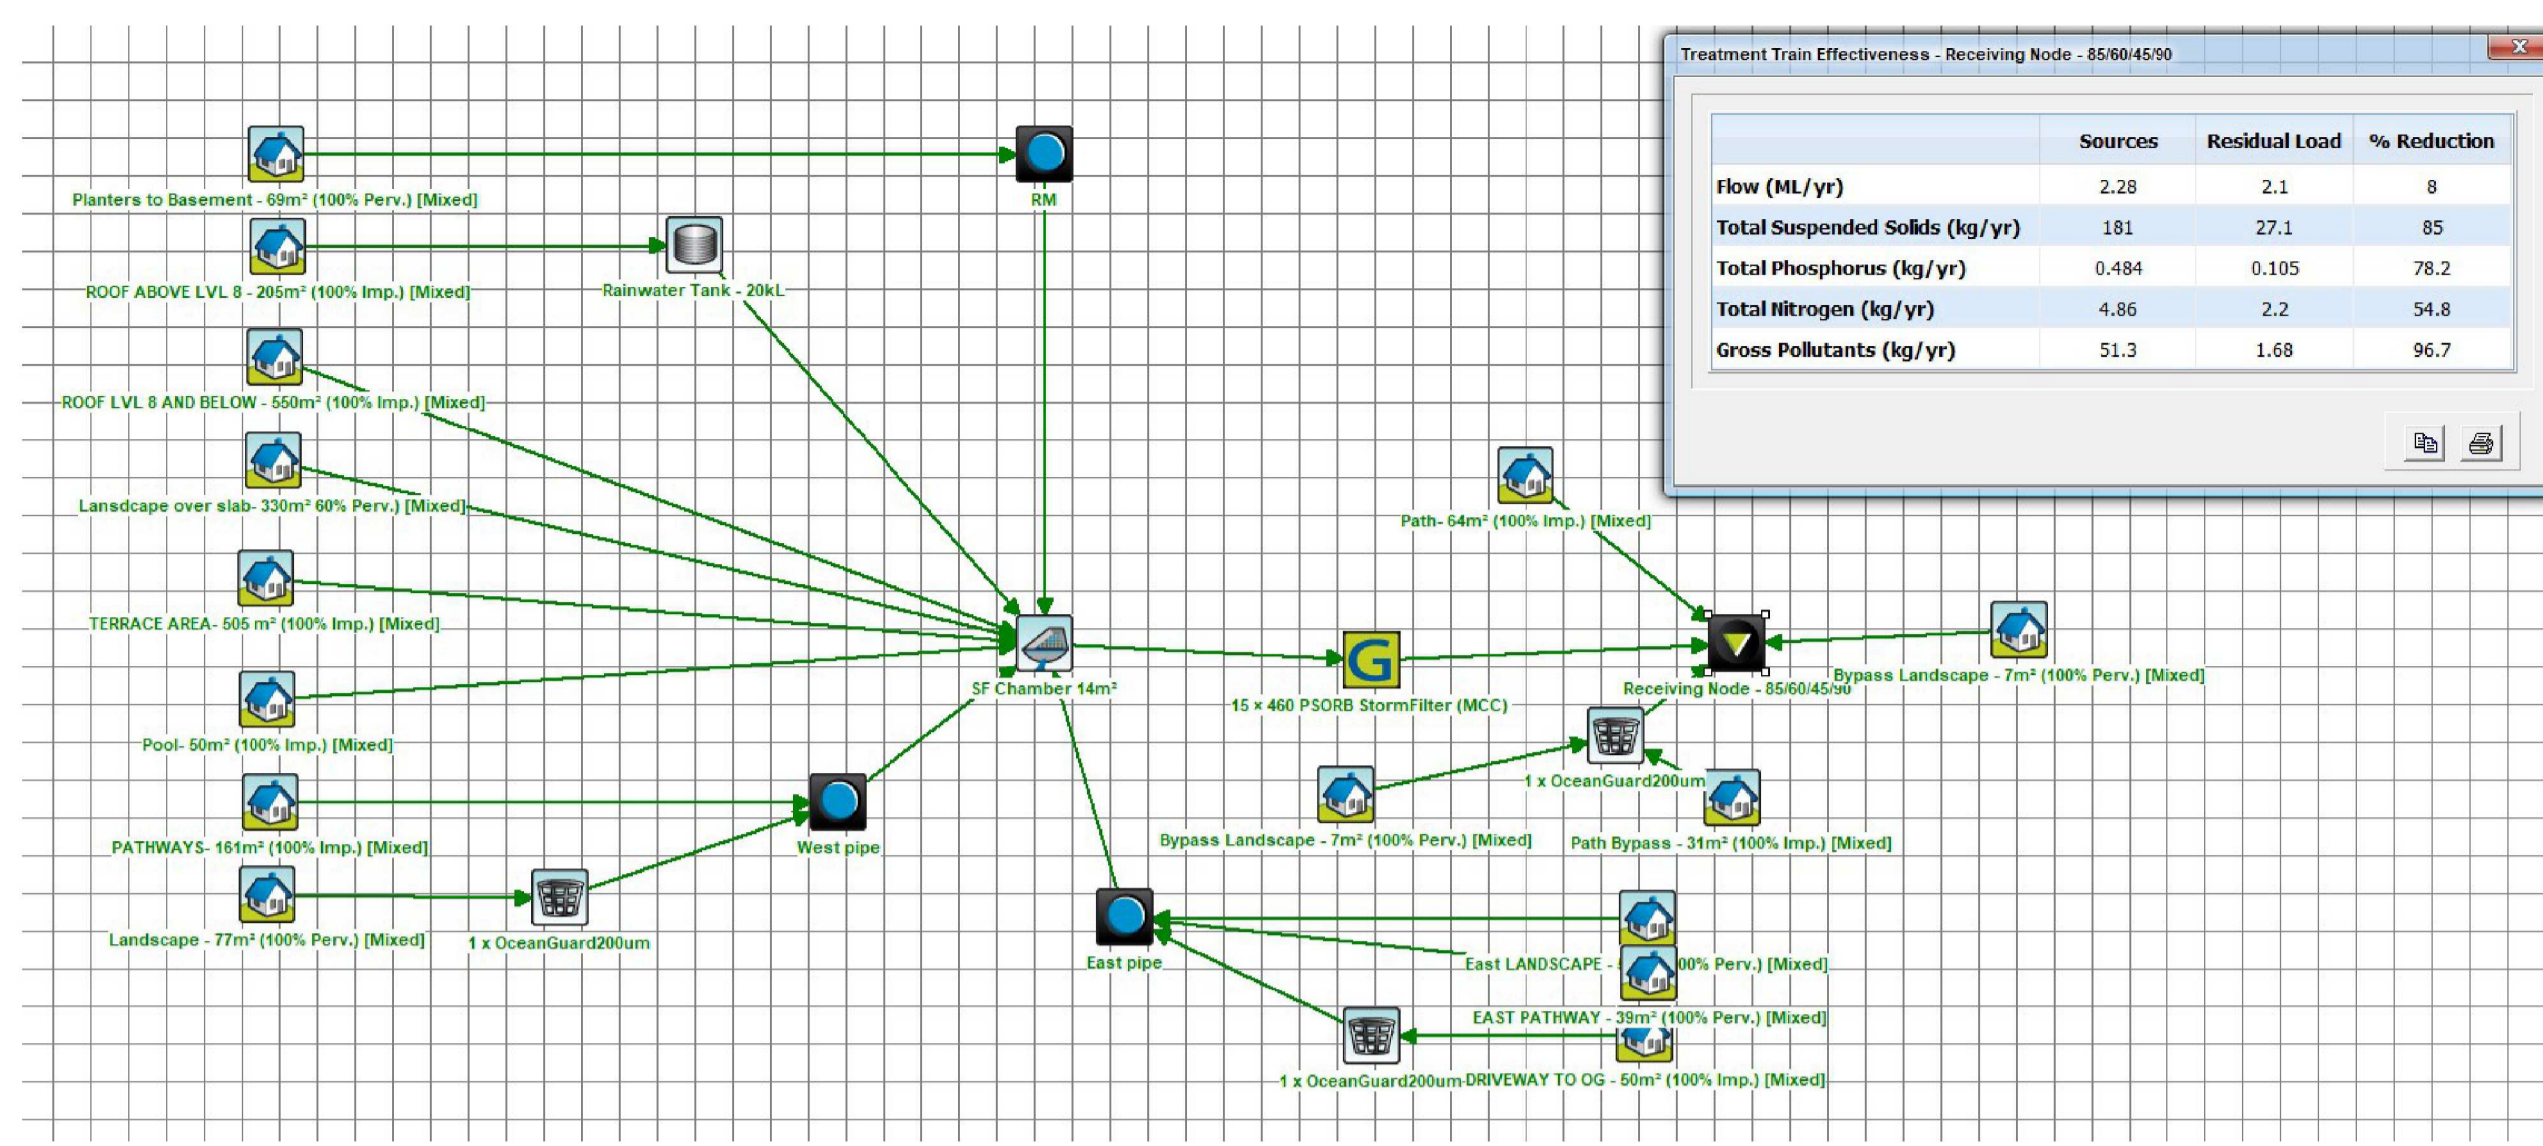 Treatment Train Effectiveness - Receiving Node - 85/60/45/90
Sources Residual Load % Reduction
Flow (ML/yr) 2.28 2.1 8
Total Suspended Solids (kg/yr) 181 27.1 85
Total Phosphorus (kg/yr) 0.484 0.105 78.2
Total Nitrogen (kg/yr) 4.86 2.2 54.8
Gross Pollutants (kg/yr) 51.3 1.68 96.7
Planters to Basement - 69m² (100% Perv.) [Mixed]
RM
ROOF ABOVE LVL 8 - 205m² (100% Imp.) [Mixed]
Rainwater Tank - 20kL
ROOF LVL 8 AND BELOW - 550m² (100% Imp.) [Mixed]
Lansdcape over slab- 330m² 60% Perv.) [Mixed]
Path- 64m² (100% Imp.) [Mixed]
TERRACE AREA- 505 m² (100% Imp.) [Mixed]
SF Chamber 14m²
G
15 × 460 PSORB StormFilter (MCC)
Receiving Node - 85/60/45/90
Bypass Landscape - 7m² (100% Perv.) [Mixed]
Pool- 50m² (100% Imp.) [Mixed]
1 x OceanGuard200um
PATHWAYS- 161m² (100% Imp.) [Mixed]
West pipe
Bypass Landscape - 7m² (100% Perv.) [Mixed]
Path Bypass - 31m² (100% Imp.) [Mixed]
Landscape - 77m² (100% Perv.) [Mixed]
1 x OceanGuard200um
East pipe
East LANDSCAPE - 00% Perv.) [Mixed]
EAST PATHWAY - 39m² (100% Perv.) [Mixed]
1 x OceanGuard200um
DRIVEWAY TO OG - 50m² (100% Imp.) [Mixed]